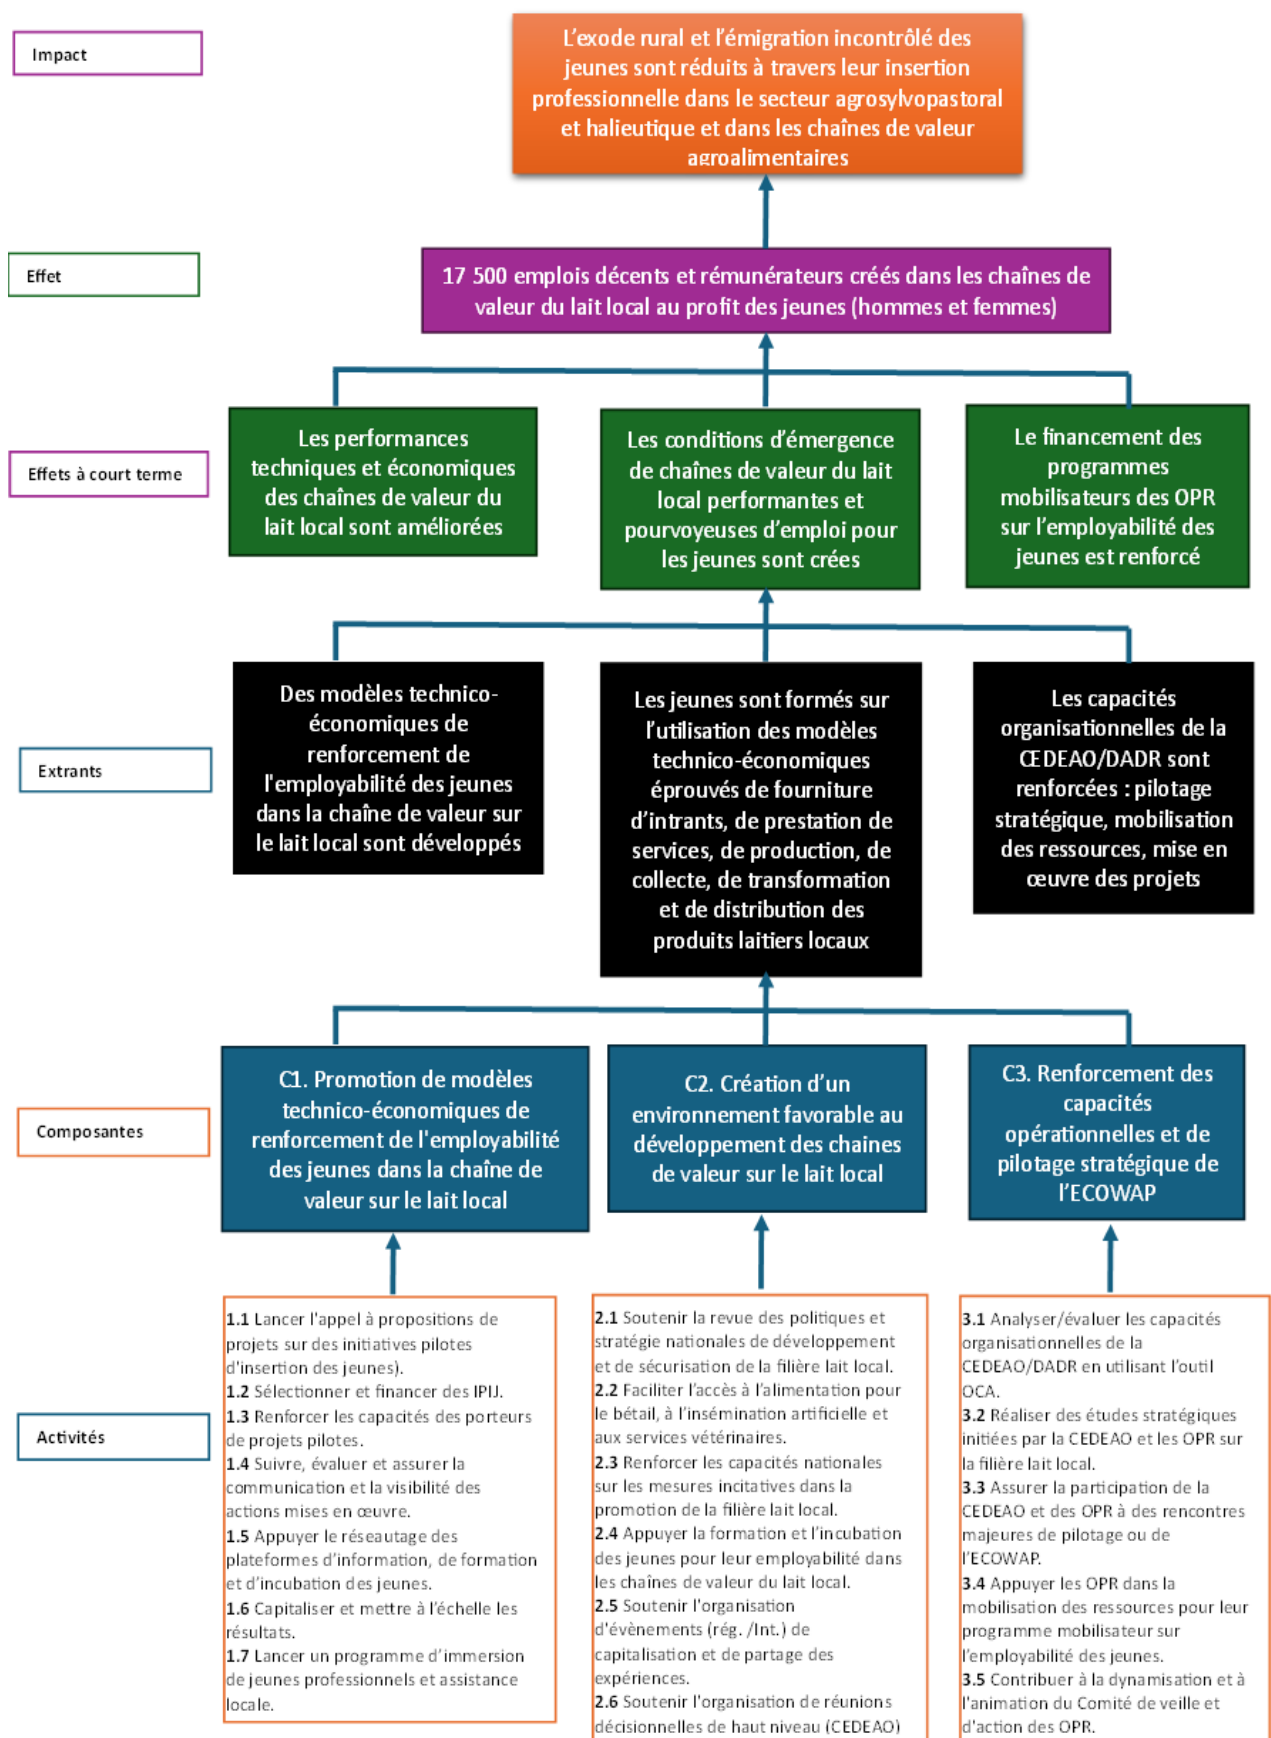 Impact
L'exode rural et l'émigration incontrôlé des
jeunes sont réduits à travers leur insertion
professionnelle dans le secteur agrosylvopastoral
et halieutique et dans les chaînes de valeur
agroalimentaires
Effet
17 500 emplois décents et rémunérateurs créés dans les chaînes de
valeur du lait local au profit des jeunes (hommes et femmes)
Effets à court terme
Les performances
techniques et économiques
des chaînes de valeur du
lait local sont améliorées
Les conditions d'émergence
de chaînes de valeur du lait
local performantes et
pourvoyeuses d'emploi pour
les jeunes sont crées
Le financement des
programmes
mobilisateurs des OPR
sur l'employabilité des
jeunes est renforcé
Extrants
Des modèles technico-
économiques de
renforcement de
l'employabilité des jeunes
dans la chaîne de valeur sur
le lait local sont développés
Les jeunes sont formés sur
l'utilisation des modèles
technico-économiques
éprouvés de fourniture
d'intrants, de prestation de
services, de production, de
collecte, de transformation
et de distribution des
produits laitiers locaux
Les capacités
organisationnelles de la
CEDEAO/DADR sont
renforcées : pilotage
stratégique, mobilisation
des ressources, mise en
œuvre des projets
Composantes
C1. Promotion de modèles
technico-économiques de
renforcement de l'employabilité
des jeunes dans la chaîne de
valeur sur le lait local
C2. Création d'un
environnement favorable au
développement des chaines
de valeur sur le lait local
C3. Renforcement des
capacités
opérationnelles et de
pilotage stratégique de
l'ECOWAP
Activités
1.1 Lancer l'appel à propositions de
projets sur des initiatives pilotes
d'insertion des jeunes).
1.2 Sélectionner et financer des IPIJ.
1.3 Renforcer les capacités des porteurs
de projets pilotes.
1.4 Suivre, évaluer et assurer la
communication et la visibilité des
actions mises en œuvre.
1.5 Appuyer le réseautage des
plateformes d'information, de formation
et d'incubation des jeunes.
1.6 Capitaliser et mettre à l'échelle les
résultats.
1.7 Lancer un programme d'immersion
de jeunes professionnels et assistance
locale.
2.1 Soutenir la revue des politiques et
stratégie nationales de développement
et de sécurisation de la filière lait local.
2.2 Faciliter l'accès à l'alimentation pour
le bétail, à l'insémination artificielle et
aux services vétérinaires.
2.3 Renforcer les capacités nationales
sur les mesures incitatives dans la
promotion de la filière lait local.
2.4 Appuyer la formation et l'incubation
des jeunes pour leur employabilité dans
les chaînes de valeur du lait local.
2.5 Soutenir l'organisation
d'évènements (rég. /Int.) de
capitalisation et de partage des
expériences.
2.6 Soutenir l'organisation de réunions
décisionnelles de haut niveau (CEDEAO)
3.1 Analyser/évaluer les capacités
organisationnelles de la
CEDEAO/DADR en utilisant l'outil
OCA.
3.2 Réaliser des études stratégiques
initiées par la CEDEAO et les OPR sur
la filière lait local.
3.3 Assurer la participation de la
CEDEAO et des OPR à des rencontres
majeures de pilotage ou de
l'ECOWAP.
3.4 Appuyer les OPR dans la
mobilisation des ressources pour leur
programme mobilisateur sur
l'employabilité des jeunes.
3.5 Contribuer à la dynamisation et à
l'animation du Comité de veille et
d'action des OPR.